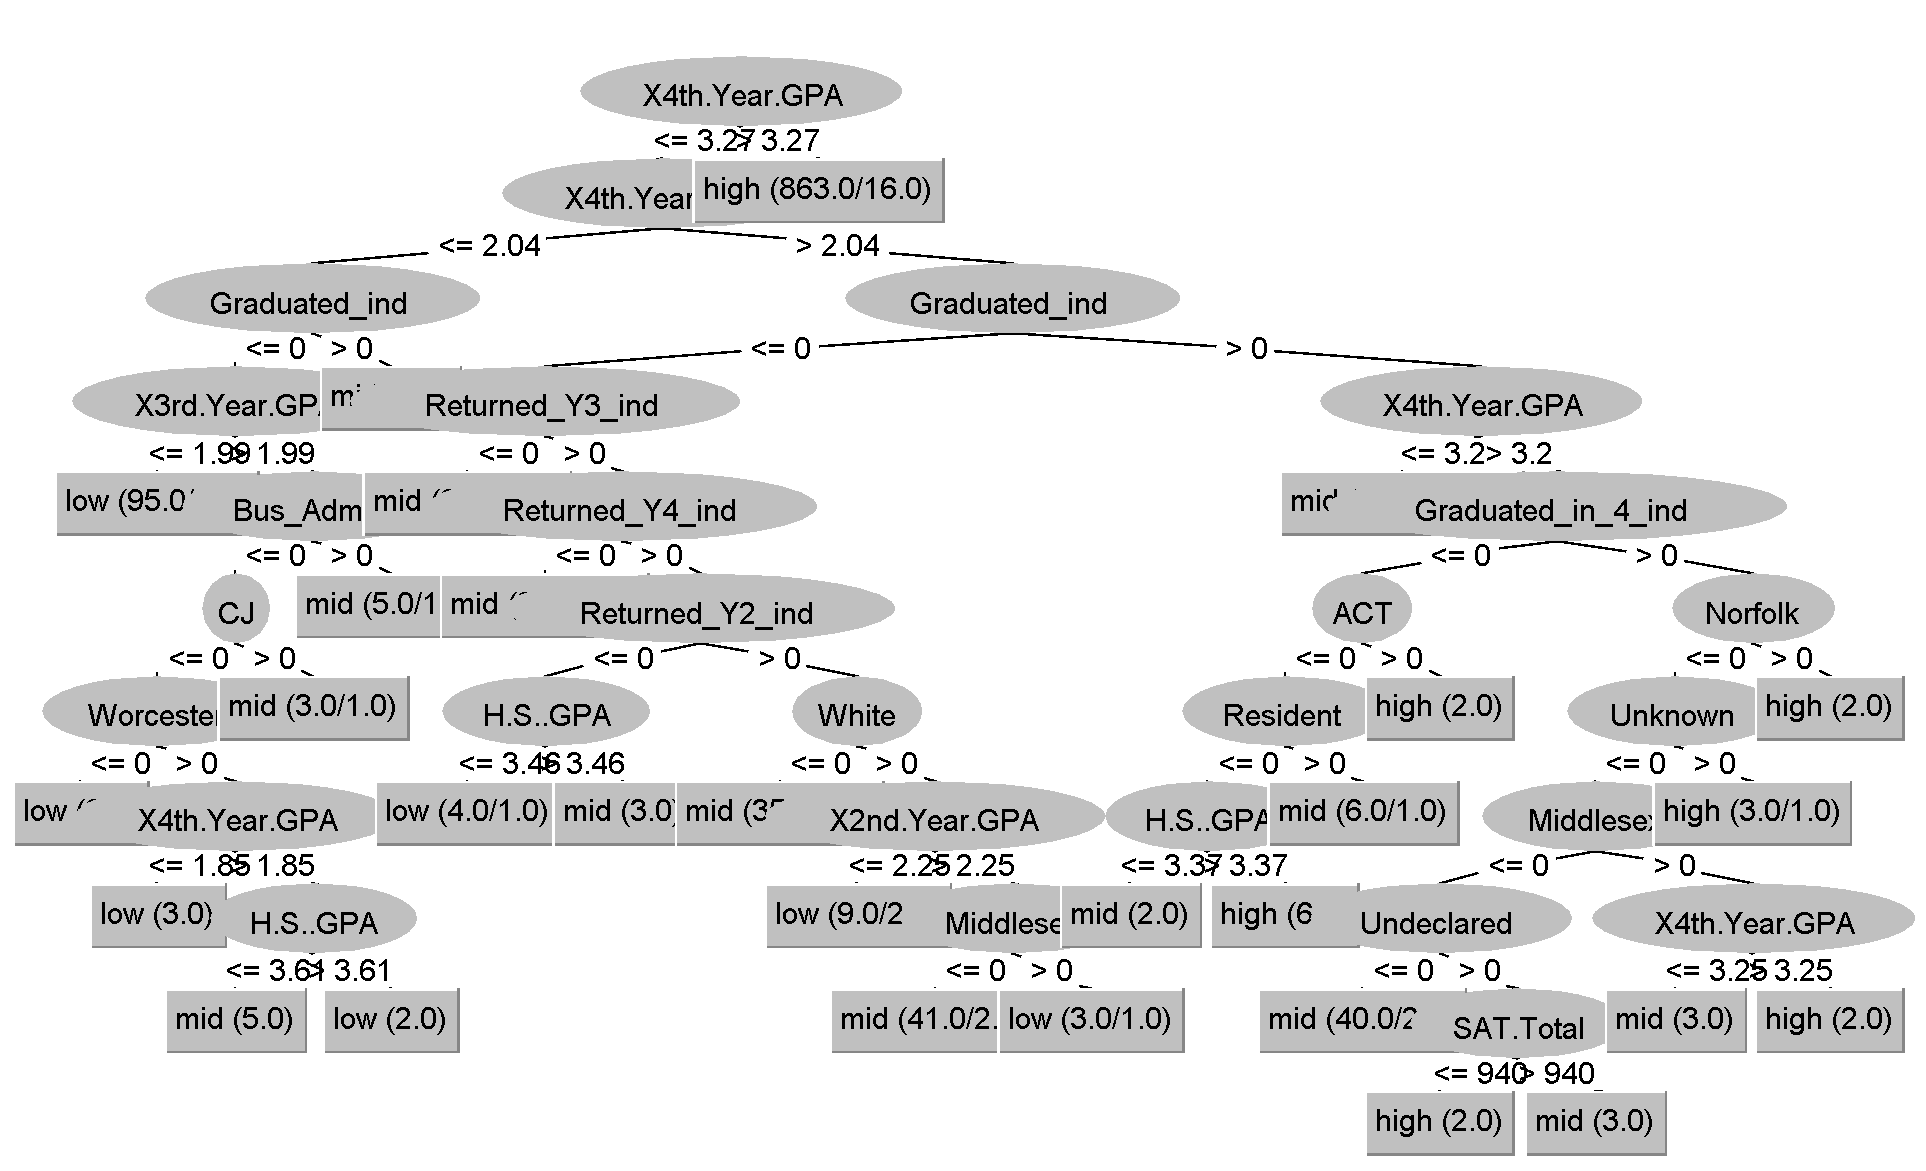 X4th.Year.GPA
<= 3.27 > 3.27
X4th.Year high (863.0/16.0)
<= 2.04 > 2.04
Graduated_ind Graduated_ind
<= 0 > 0 <= 0 > 0
X3rd.Year.GP Returned_Y3_ind X4th.Year.GPA
<= 1.99 > 1.99 <= 0 > 0 <= 3.2 > 3.2
low (95.0 Bus_Adm mid Returned_Y4_ind Graduated_in_4_ind
<= 0 > 0 <= 0 > 0 <= 0 > 0
CJ mid (5.0/1 mid Returned_Y2_ind ACT Norfolk
<= 0 > 0 <= 0 > 0 <= 0 > 0 <= 0 > 0
Worcester mid (3.0/1.0) H.S..GPA White Resident high (2.0) Unknown high (2.0)
<= 0 > 0 <= 3.46 > 3.46 <= 0 > 0 <= 0 > 0 <= 0 > 0
low X4th.Year.GPA low (4.0/1.0) mid (3.0) mid X2nd.Year.GPA H.S..GPA mid (6.0/1.0) Middlesex high (3.0/1.0)
<= 1.85 > 1.85 <= 2.25 > 2.25 <= 3.37 > 3.37 <= 0 > 0
low (3.0) H.S..GPA low (9.0/2 Middlese mid (2.0) high (6 Undeclared X4th.Year.GPA
<= 3.61 > 3.61 <= 0 > 0 <= 0 > 0 <= 3.25 > 3.25
mid (5.0) low (2.0) mid (41.0/2. low (3.0/1.0) mid (40.0/2 SAT.Total mid (3.0) high (2.0)
<= 940 > 940
high (2.0) mid (3.0)